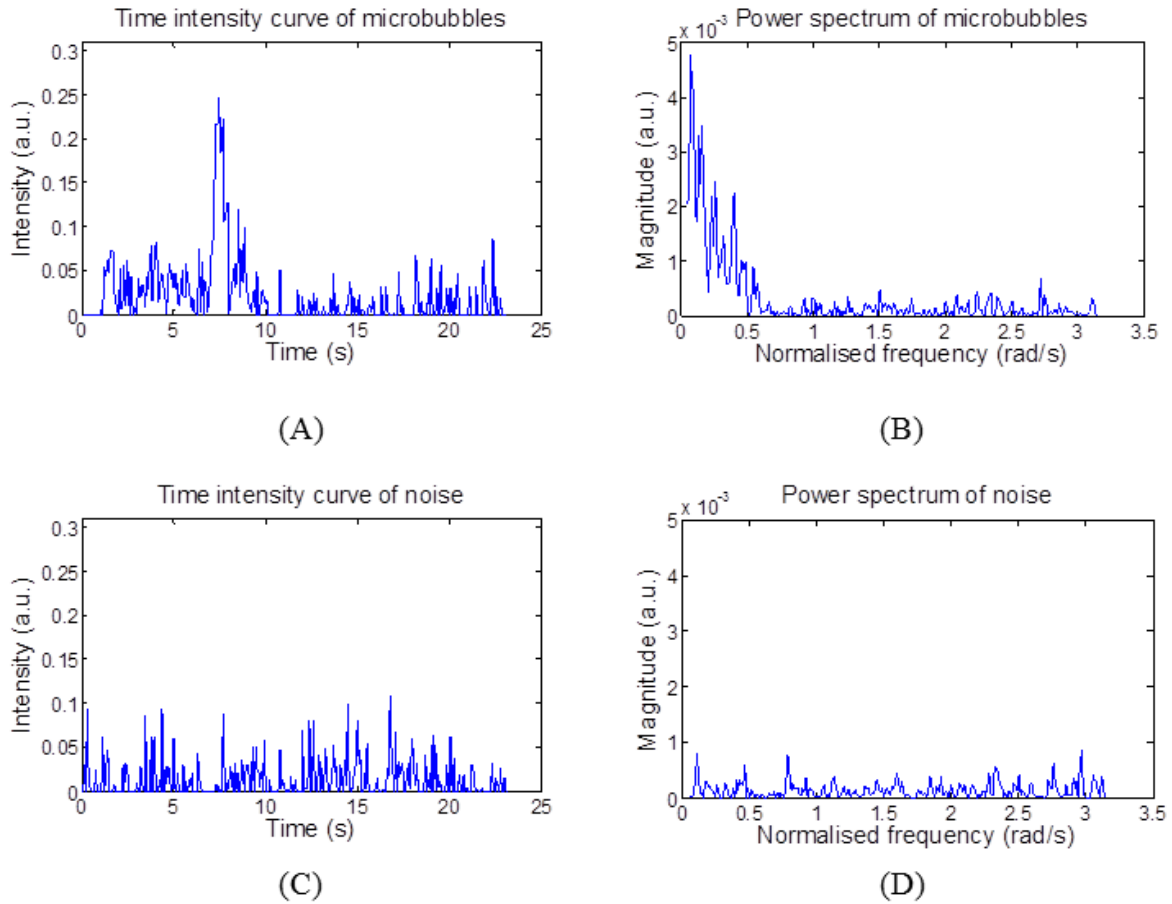 Time intensity curve of microbubbles
0.3
0.25
0.2
0.15
0.1
0.05
0
Intensity (a.u.)
0 5 10 15 20 25
Time (s)
(A)
Power spectrum of microbubbles
x 10⁻³
5
4
3
2
1
0
Magnitude (a.u.)
0 0.5 1 1.5 2 2.5 3 3.5
Normalised frequency (rad/s)
(B)
Time intensity curve of noise
0.3
0.25
0.2
0.15
0.1
0.05
0
Intensity (a.u.)
0 5 10 15 20 25
Time (s)
(C)
Power spectrum of noise
x 10⁻³
5
4
3
2
1
0
Magnitude (a.u.)
0 0.5 1 1.5 2 2.5 3 3.5
Normalised frequency (rad/s)
(D)